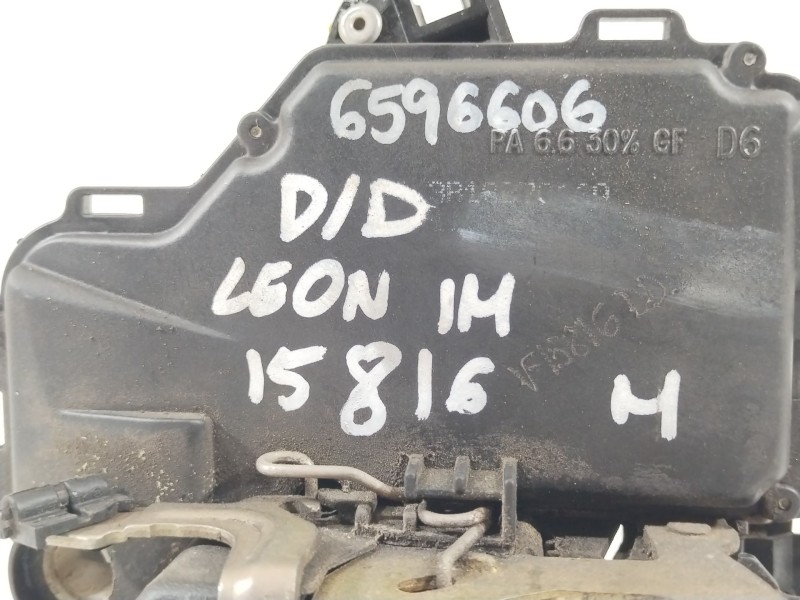 6596606
PA 6.6 30% GF D6
D/D
LEON 1M
15816
M